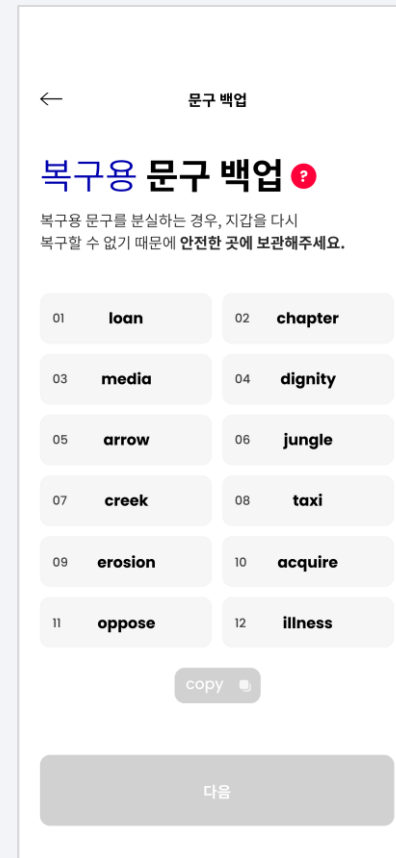 문구 백업
복구용 문구 백업 ?
복구용 문구를 분실하는 경우, 지갑을 다시
복구할 수 없기 때문에 안전한 곳에 보관해주세요.
01 loan 02 chapter
03 media 04 dignity
05 arrow 06 jungle
07 creek 08 taxi
09 erosion 10 acquire
11 oppose 12 illness
copy
다음